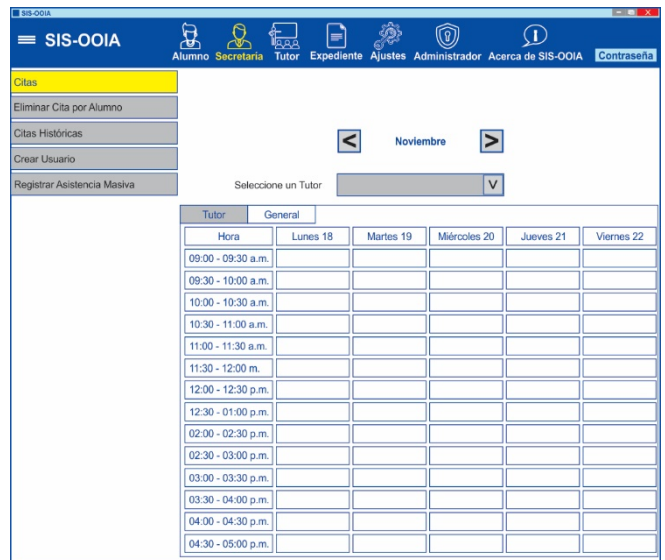 SIS-OOIA
SIS-OOIA
Alumno Secretaría Tutor Expediente Ajustes Administrador Acerca de SIS-OOIA Contraseña
Citas
Eliminar Cita por Alumno
Citas Históricas
Crear Usuario
Registrar Asistencia Masiva
< Noviembre >
Seleccione un Tutor V
Tutor General
Hora Lunes 18 Martes 19 Miércoles 20 Jueves 21 Viernes 22
09:00 - 09:30 a.m.
09:30 - 10:00 a.m.
10:00 - 10:30 a.m.
10:30 - 11:00 a.m.
11:00 - 11:30 a.m.
11:30 - 12:00 m.
12:00 - 12:30 p.m.
12:30 - 01:00 p.m.
02:00 - 02:30 p.m.
02:30 - 03:00 p.m.
03:00 - 03:30 p.m.
03:30 - 04:00 p.m.
04:00 - 04:30 p.m.
04:30 - 05:00 p.m.